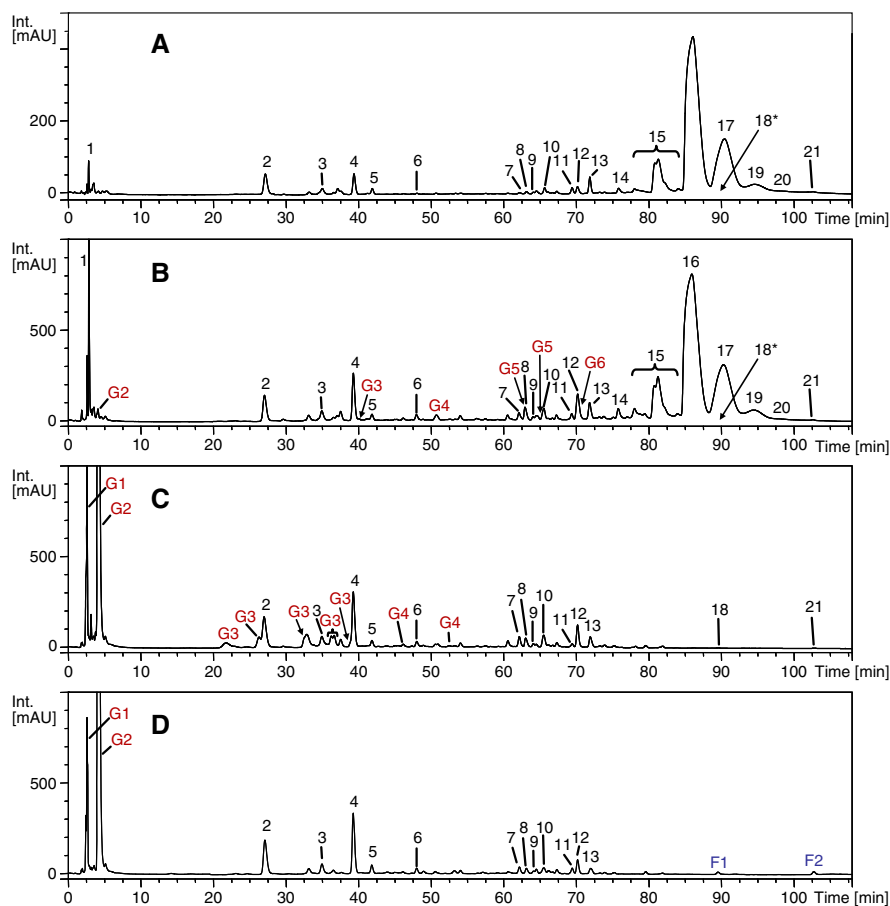 Int.
[mAU]
A
200
0
1
2
3
4
5
6
7
8
9
10
11
12
13
14
15
17
18*
19
20
21
0 10 20 30 40 50 60 70 80 90 100 Time [min]
Int.
[mAU]
B
500
0
1
G2
2
3
4
G3
5
6
G4
7
G5
8
9
G5
10
11
12
G6
13
14
15
16
17
18*
19
20
21
0 10 20 30 40 50 60 70 80 90 100 Time [min]
Int.
[mAU]
C
500
0
G1
G2
G3
G3
2
G3
3
G3
G3
4
5
G4
6
G4
7
8
9
10
11
12
13
18
21
0 10 20 30 40 50 60 70 80 90 100 Time [min]
Int.
[mAU]
D
500
0
G1
G2
2
3
4
5
6
7
8
9
10
11
12
13
F1
F2
0 10 20 30 40 50 60 70 80 90 100 Time [min]